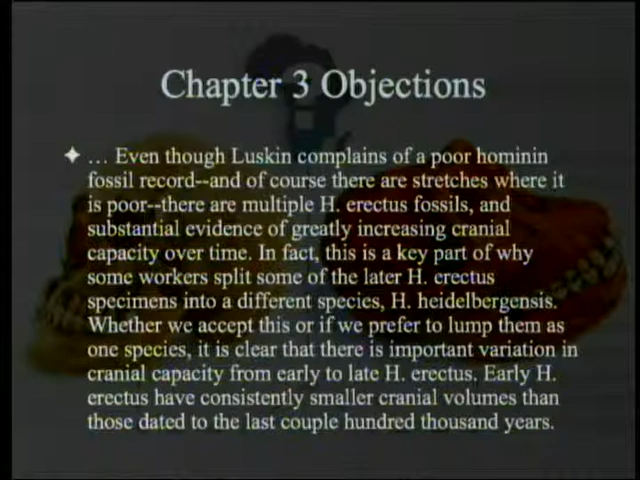 Chapter 3 Objections
… Even though Luskin complains of a poor hominin
fossil record--and of course there are stretches where it
is poor--there are multiple H. erectus fossils, and
substantial evidence of greatly increasing cranial
capacity over time. In fact, this is a key part of why
some workers split some of the later H. erectus
specimens into a different species, H. heidelbergensis.
Whether we accept this or if we prefer to lump them as
one species, it is clear that there is important variation in
cranial capacity from early to late H. erectus. Early H.
erectus have consistently smaller cranial volumes than
those dated to the last couple hundred thousand years.